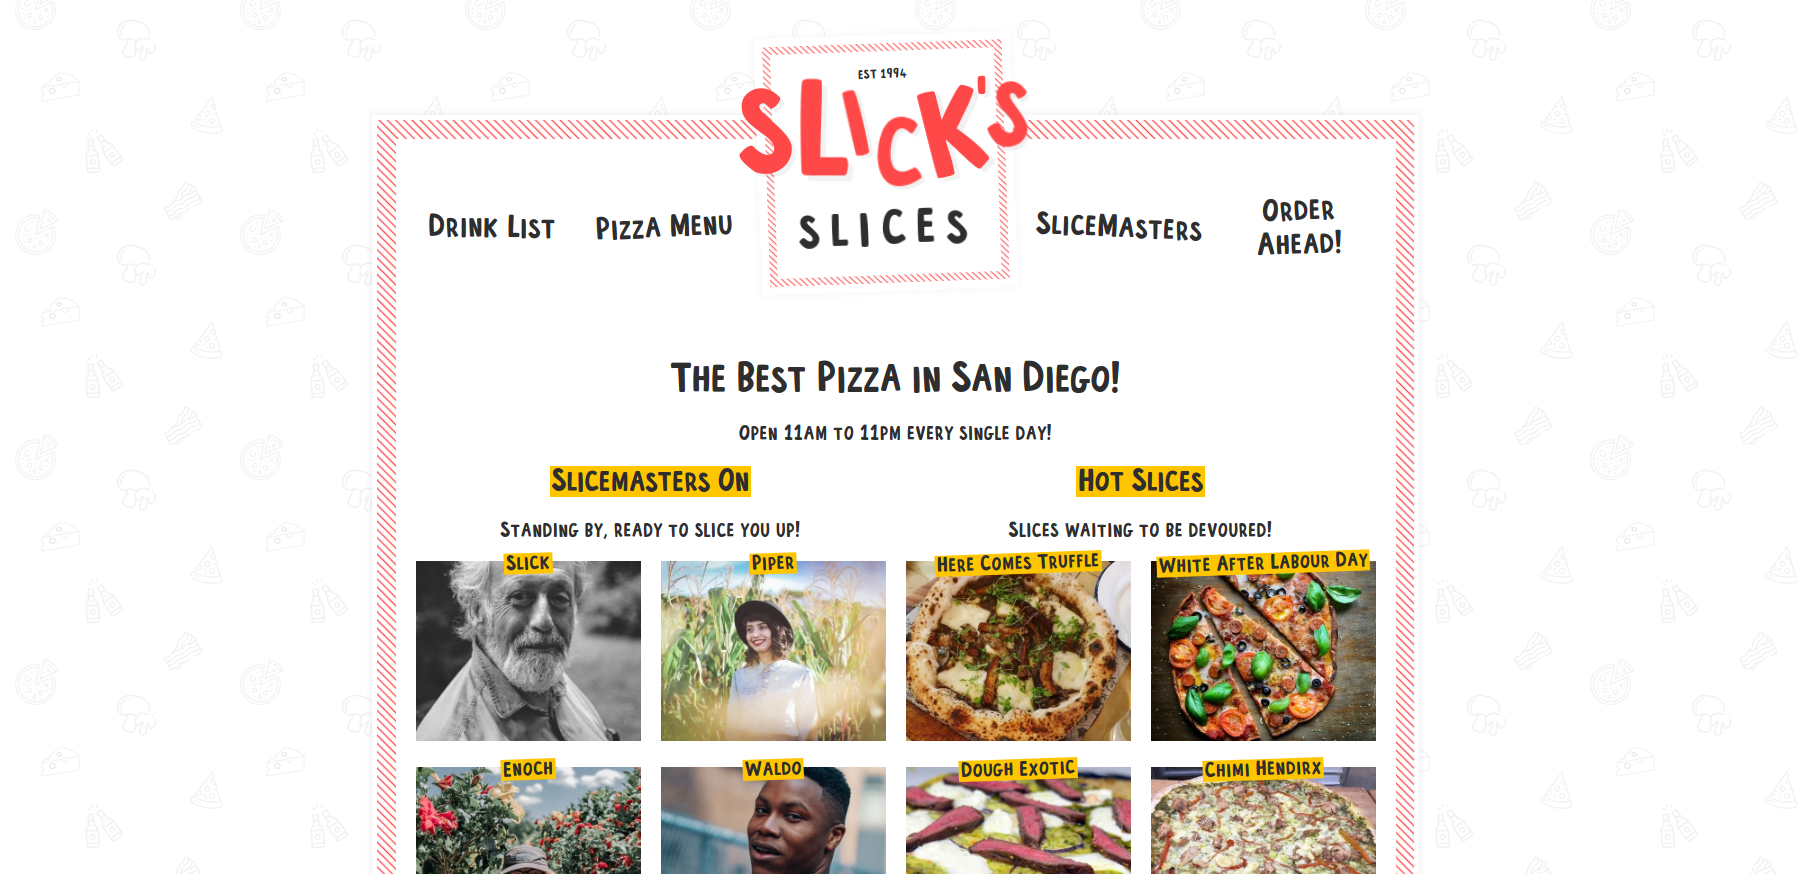 EST 1994
SLICK'S
SLICES
Drink List
Pizza Menu
SliceMasters
Order
Ahead!
The Best Pizza in San Diego!
Open 11am to 11pm every single day!
Slicemasters On
Standing by, ready to slice you up!
Slick
Piper
Enoch
Waldo
Hot Slices
Slices waiting to be devoured!
Here Comes Truffle
White After Labour Day
Dough Exotic
Chimi Hendirx